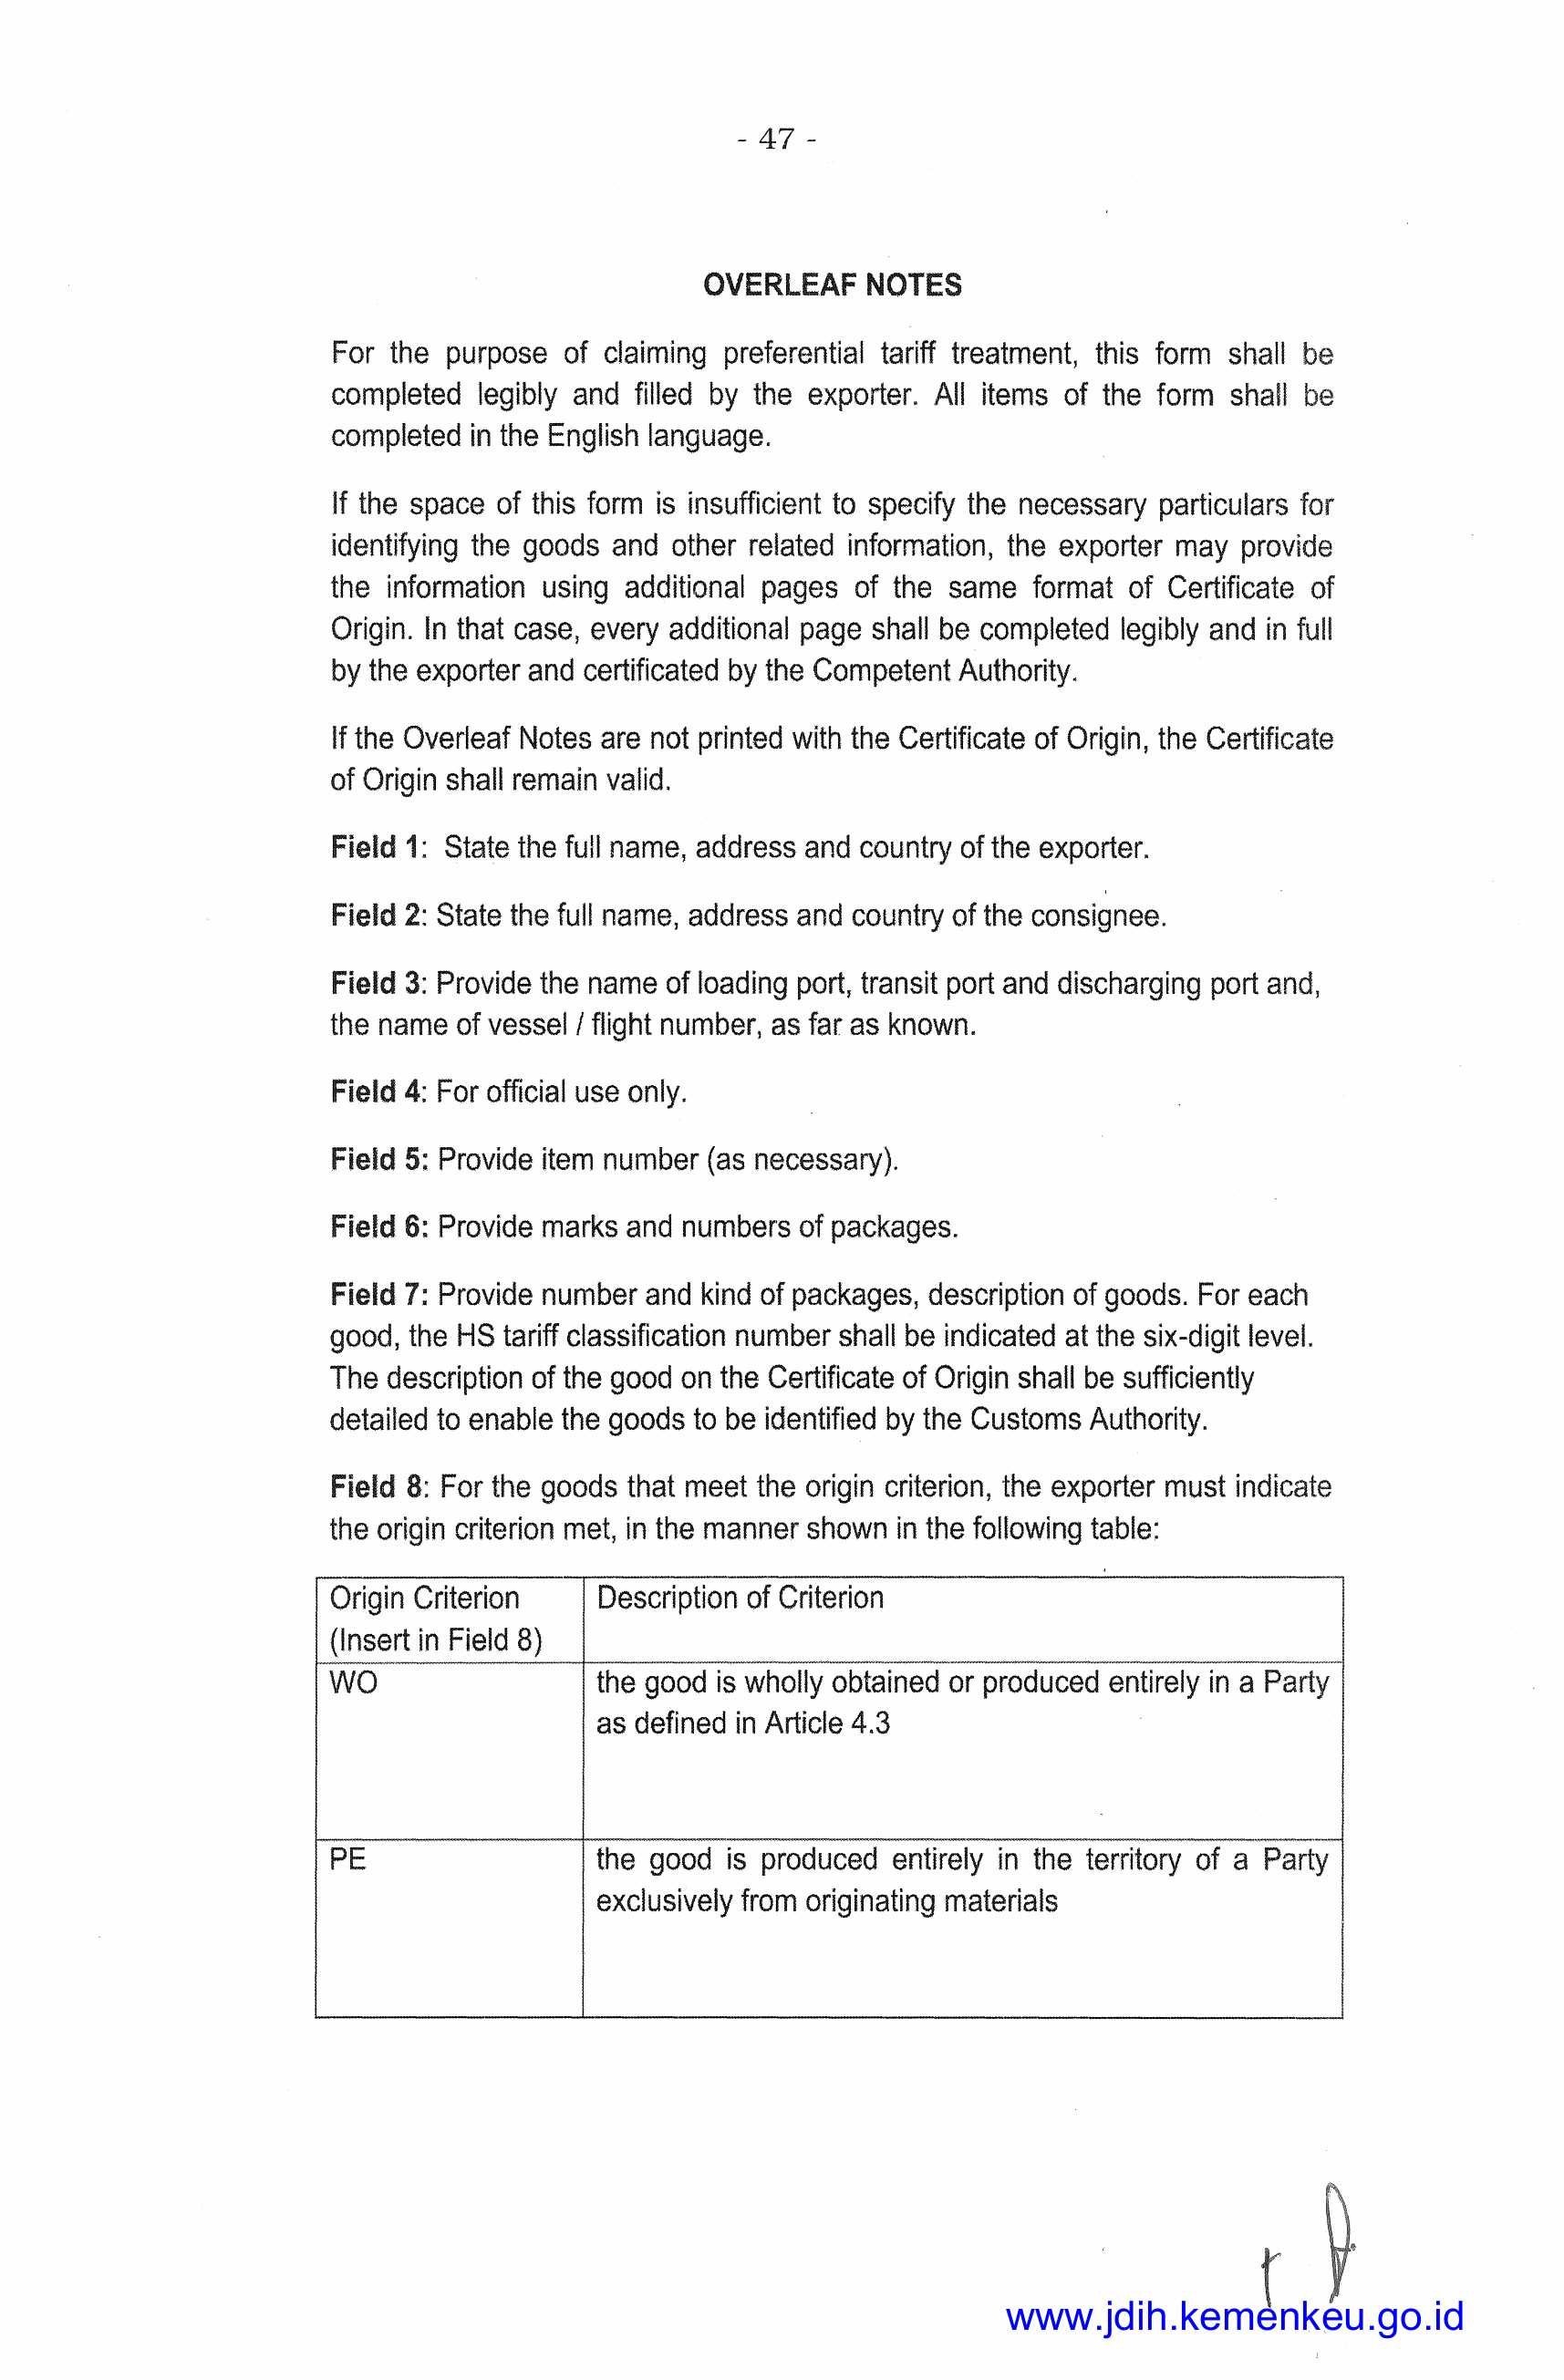 - 47 -
OVERLEAF NOTES
For the purpose of claiming preferential tariff treatment, this form shall be
completed legibly and filled by the exporter. All items of the form shall be
completed in the English language.
If the space of this form is insufficient to specify the necessary particulars for
identifying the goods and other related information, the exporter may provide
the information using additional pages of the same format of Certificate of
Origin. In that case, every additional page shall be completed legibly and in full
by the exporter and certificated by the Competent Authority.
If the Overleaf Notes are not printed with the Certificate of Origin, the Certificate
of Origin shall remain valid.
Field 1: State the full name, address and country of the exporter.
Field 2: State the full name, address and country of the consignee.
Field 3: Provide the name of loading port, transit port and discharging port and,
the name of vessel / flight number, as far as known.
Field 4: For official use only.
Field 5: Provide item number (as necessary).
Field 6: Provide marks and numbers of packages.
Field 7: Provide number and kind of packages, description of goods. For each
good, the HS tariff classification number shall be indicated at the six-digit level.
The description of the good on the Certificate of Origin shall be sufficiently
detailed to enable the goods to be identified by the Customs Authority.
Field 8: For the goods that meet the origin criterion, the exporter must indicate
the origin criterion met, in the manner shown in the following table:
Origin Criterion
(Insert in Field 8)
Description of Criterion
WO
the good is wholly obtained or produced entirely in a Party
as defined in Article 4.3
PE
the good is produced entirely in the territory of a Party
exclusively from originating materials
www.jdih.kemenkeu.go.id